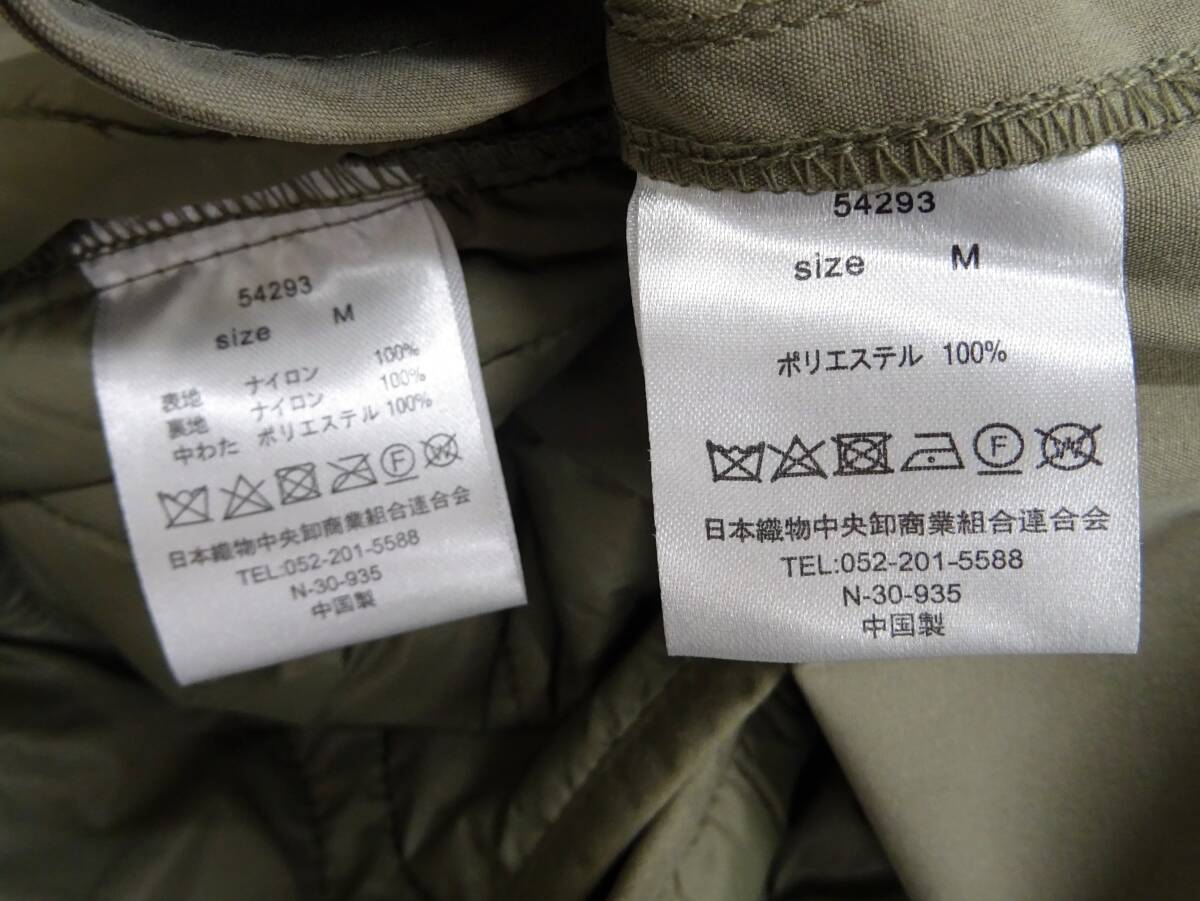 54293
size M
表地 ナイロン 100%
裏地 ナイロン 100%
中わた ポリエステル 100%
F
W
日本織物中央卸商業組合連合会
TEL:052-201-5588
N-30-935
中国製
54293
size M
ポリエステル 100%
F
W
日本織物中央卸商業組合連合会
TEL:052-201-5588
N-30-935
中国製